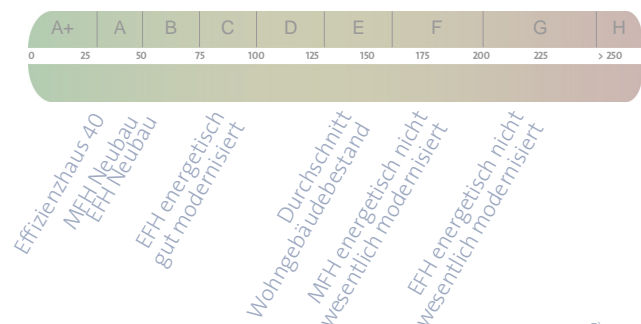 A+ A B C D E F G H
0 25 50 75 100 125 150 175 200 225 > 250
Effizienzhaus 40
MFH Neubau
EFH Neubau
EFH energetisch
gut modernisiert
Durchschnitt
Wohngebäudebestand
MFH energetisch nicht
wesentlich modernisiert
EFH energetisch nicht
wesentlich modernisiert